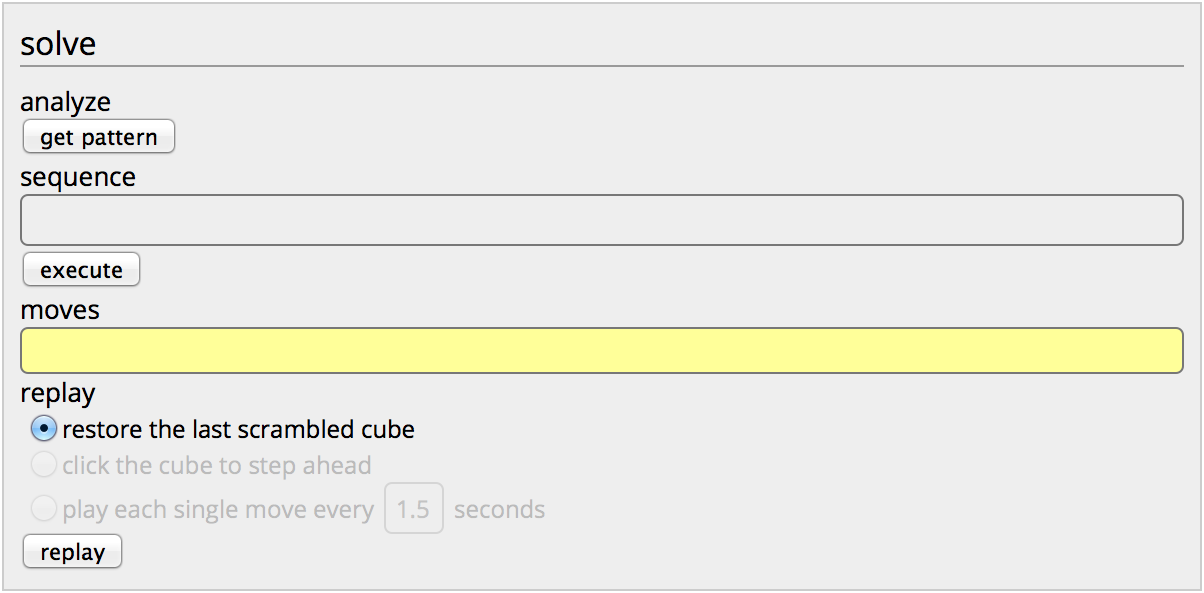 solve
analyze
get pattern
sequence
execute
moves
replay
restore the last scrambled cube
click the cube to step ahead
play each single move every 1.5 seconds
replay